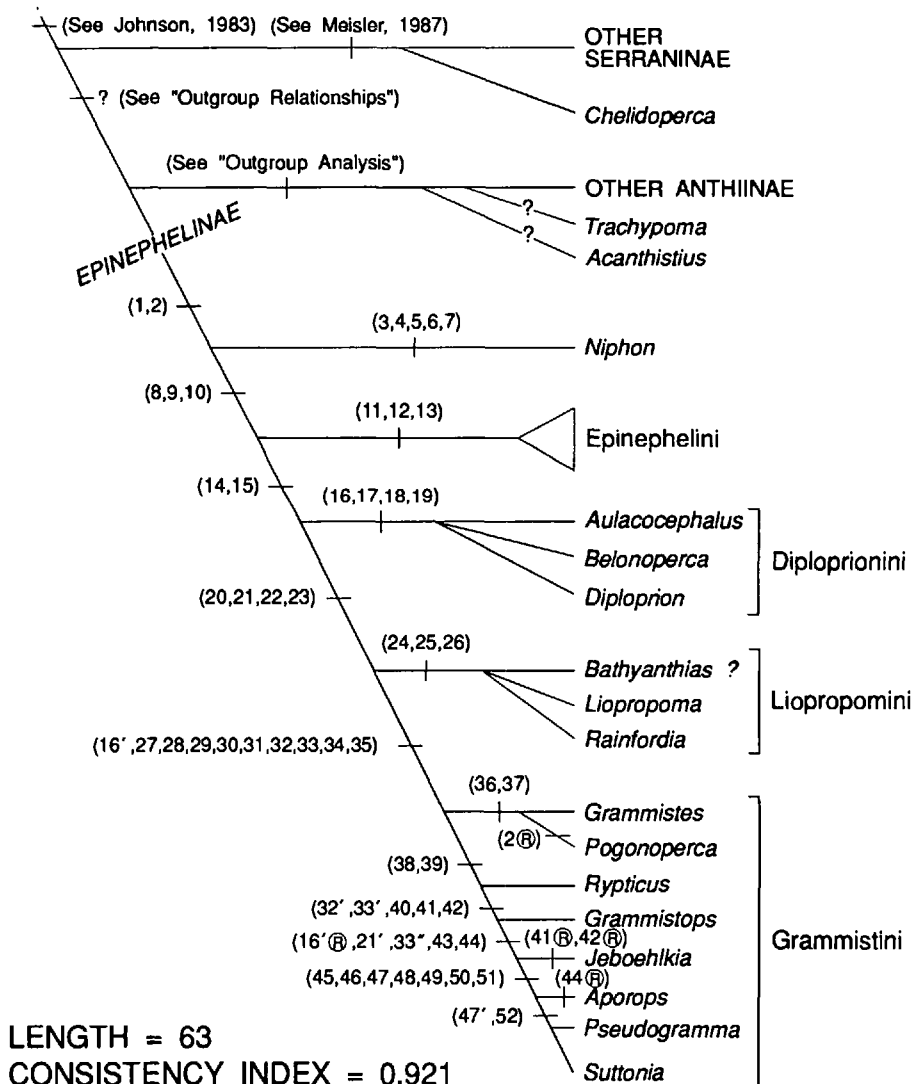 (See Johnson, 1983) (See Meisler, 1987)
OTHER
SERRANINAE
? (See "Outgroup Relationships")
Chelidoperca
(See "Outgroup Analysis")
OTHER ANTHIINAE
?
Trachypoma
?
Acanthistius
EPINEPHELINAE
(1,2)
(3,4,5,6,7)
Niphon
(8,9,10)
(11,12,13)
Epinephelini
(14,15)
(16,17,18,19)
Aulacocephalus
Belonoperca
Diploprion
Diploprionini
(20,21,22,23)
(24,25,26)
Bathyanthias ?
Liopropoma
Rainfordia
Liopropomini
(16′,27,28,29,30,31,32,33,34,35)
(36,37)
Grammistes
(2Ⓡ)
Pogonoperca
(38,39)
Rypticus
(32′,33′,40,41,42)
Grammistops
Grammistini
(16′Ⓡ,21′,33″,43,44)
(41Ⓡ,42Ⓡ)
Jeboehlkia
(45,46,47,48,49,50,51)
(44Ⓡ)
Aporops
(47′,52)
Pseudogramma
Suttonia
LENGTH = 63
CONSISTENCY INDEX = 0.921